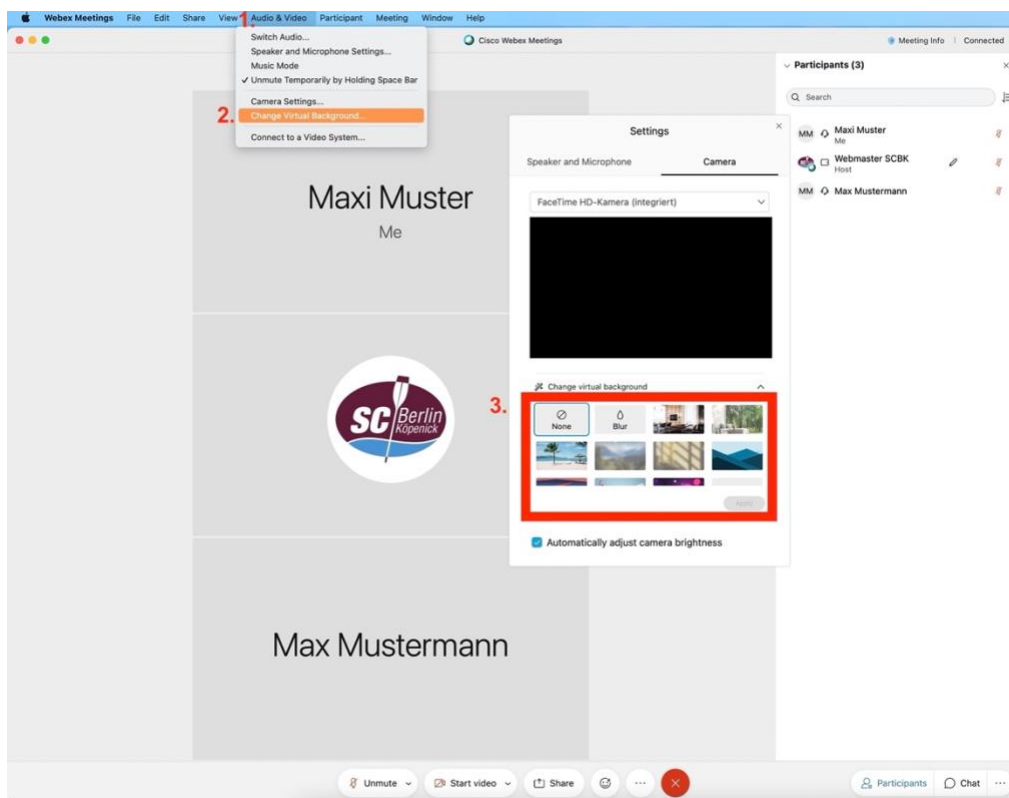 Webex Meetings File Edit Share View Audio & Video Participant Meeting Window Help
1.
Cisco Webex Meetings
Meeting Info Connected
Switch Audio...
Speaker and Microphone Settings...
Music Mode
✓ Unmute Temporarily by Holding Space Bar
Camera Settings...
2.
Change Virtual Background...
Connect to a Video System...
Maxi Muster
Me
SC Berlin
Köpenick
Max Mustermann
Settings
Speaker and Microphone Camera
FaceTime HD-Kamera (integriert)
Change virtual background
3.
None Blur
Apply
Automatically adjust camera brightness
Participants (3)
Search
MM Maxi Muster
Me
Webmaster SCBK
Host
MM Max Mustermann
Unmute Start video Share
Participants Chat